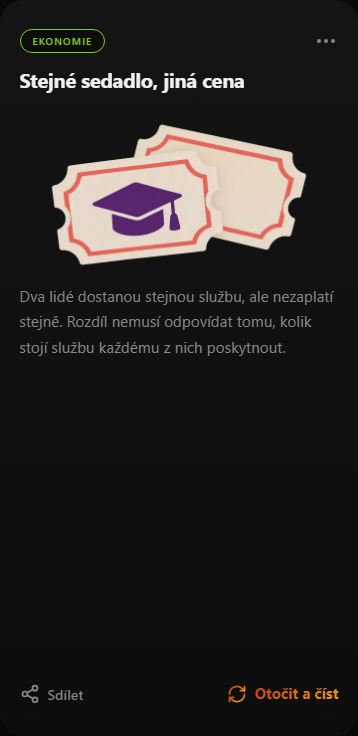 EKONOMIE
Stejné sedadlo, jiná cena
Dva lidé dostanou stejnou službu, ale nezaplatí
stejně. Rozdíl nemusí odpovídat tomu, kolik
stojí službu každému z nich poskytnout.
Sdílet
Otočit a číst